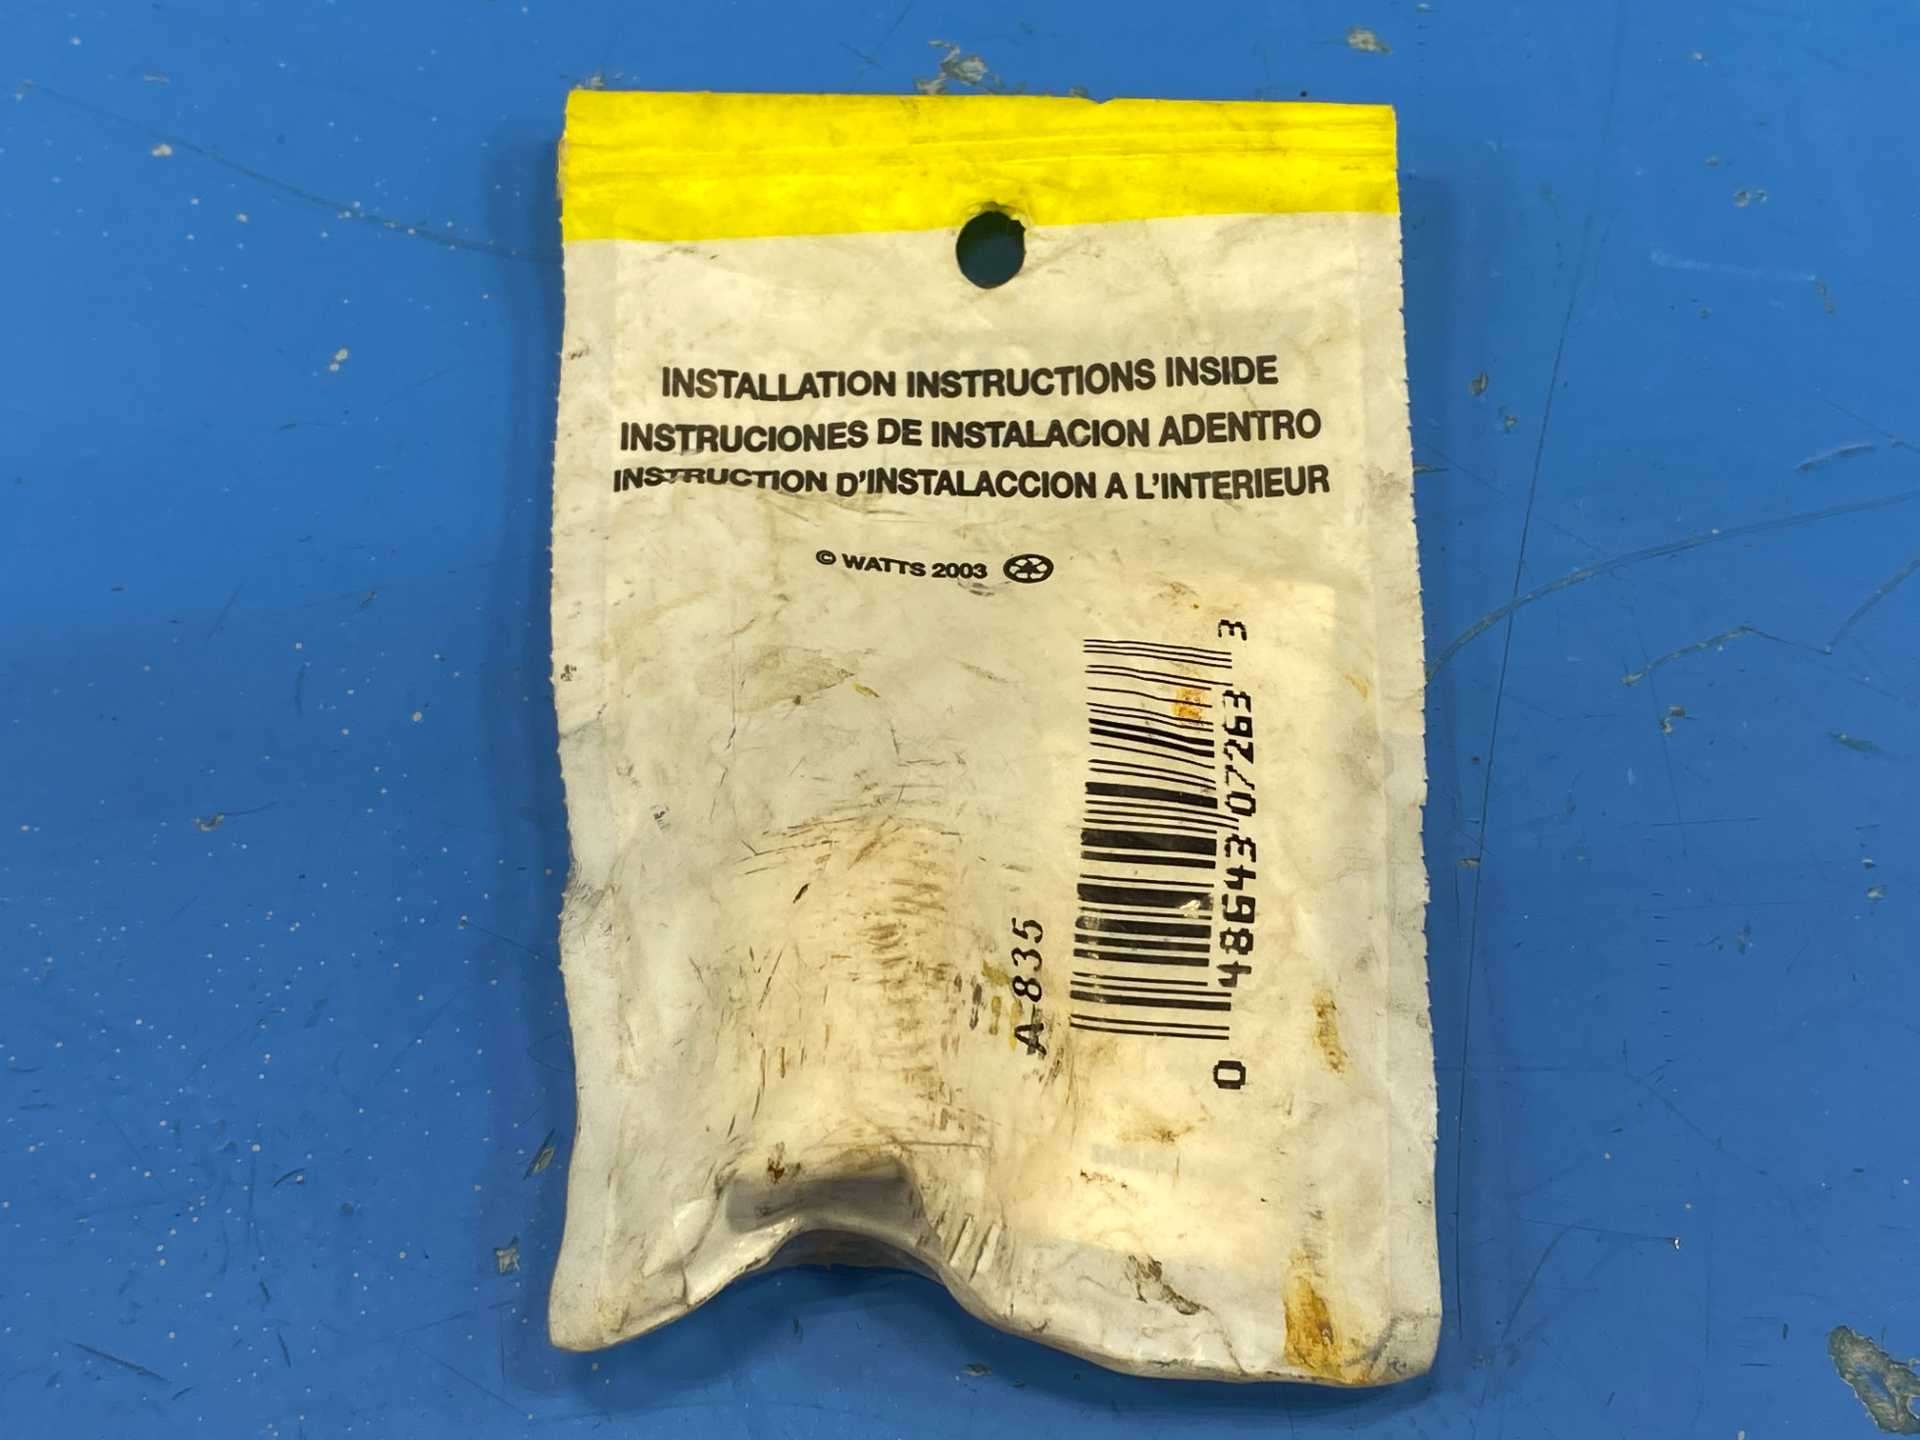 INSTALLATION INSTRUCTIONS INSIDE
INSTRUCIONES DE INSTALACION ADENTRO
INSTRUCTION D'INSTALACCION A L'INTERIEUR
© WATTS 2003
A-835
0 48643 07263 3